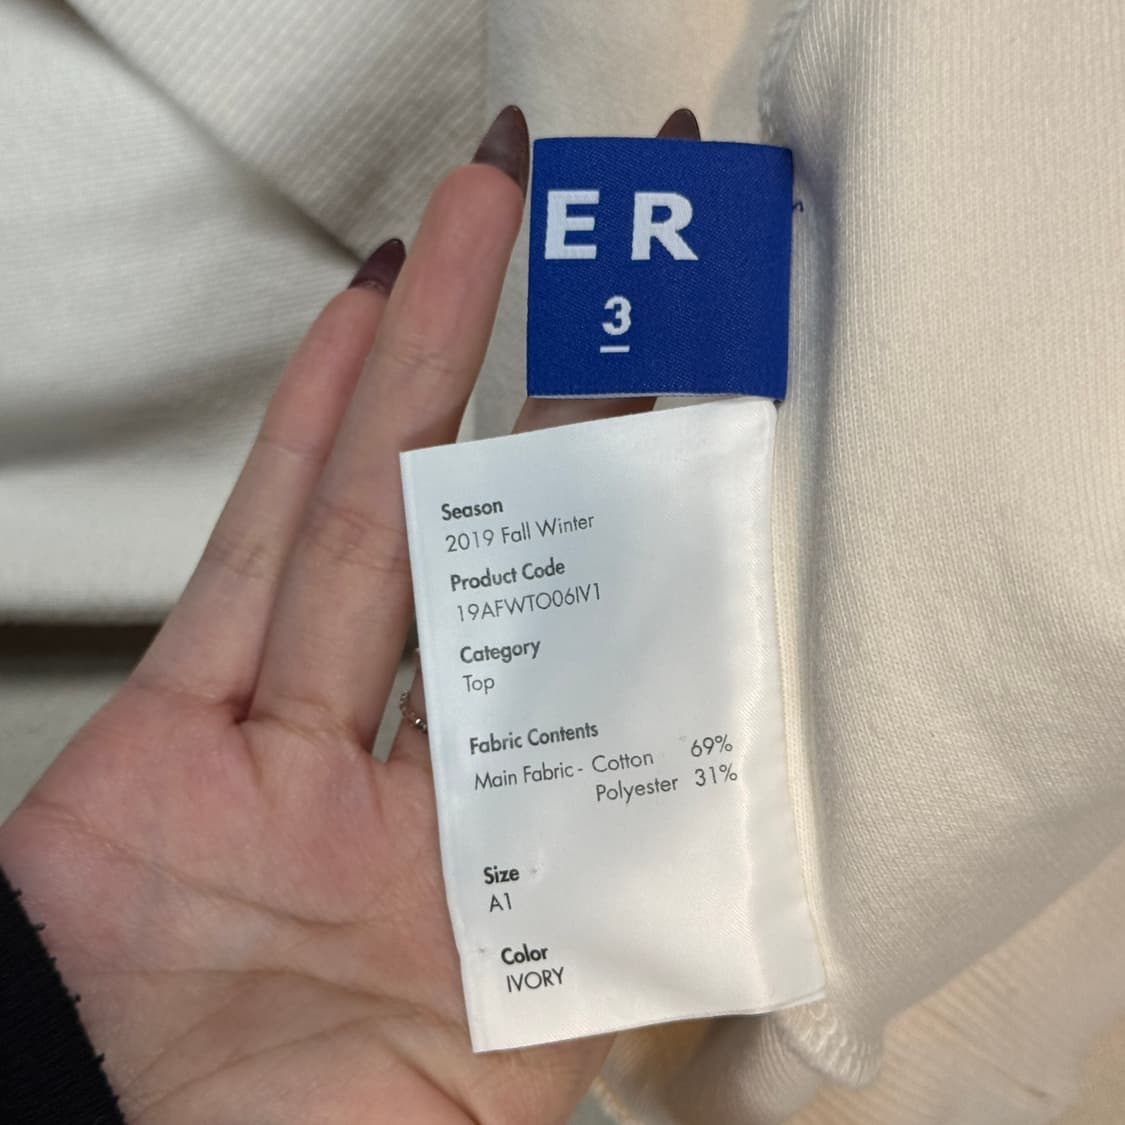 ER
3
Season
2019 Fall Winter
Product Code
19AFWTO06IV1
Category
Top
Fabric Contents
Main Fabric - Cotton 69%
Polyester 31%
Size
A1
Color
IVORY